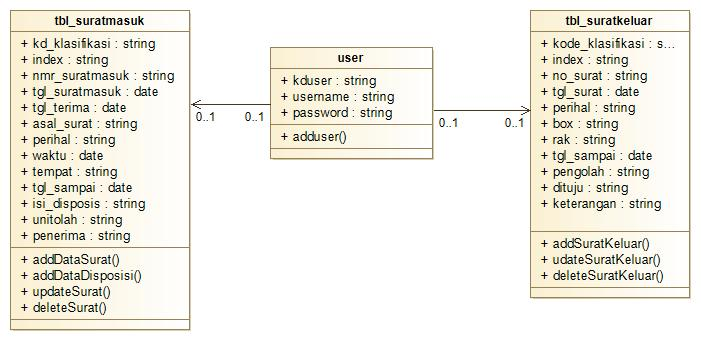 tbl_suratmasuk
+ kd_klasifikasi : string
+ index : string
+ nmr_suratmasuk : string
+ tgl_suratmasuk : date
+ tgl_terima : date
+ asal_surat : string
+ perihal : string
+ waktu : date
+ tempat : string
+ tgl_sampai : date
+ isi_disposis : string
+ unitolah : string
+ penerima : string
+ addDataSurat()
+ addDataDisposisi()
+ updateSurat()
+ deleteSurat()
0..1
0..1
user
+ kduser : string
+ username : string
+ password : string
+ adduser()
0..1
0..1
tbl_suratkeluar
+ kode_klasifikasi : s...
+ index : string
+ no_surat : string
+ tgl_surat : date
+ perihal : string
+ box : string
+ rak : string
+ tgl_sampai : date
+ pengolah : string
+ dituju : string
+ keterangan : string
+ addSuratKeluar()
+ udateSuratKeluar()
+ deleteSuratKeluar()